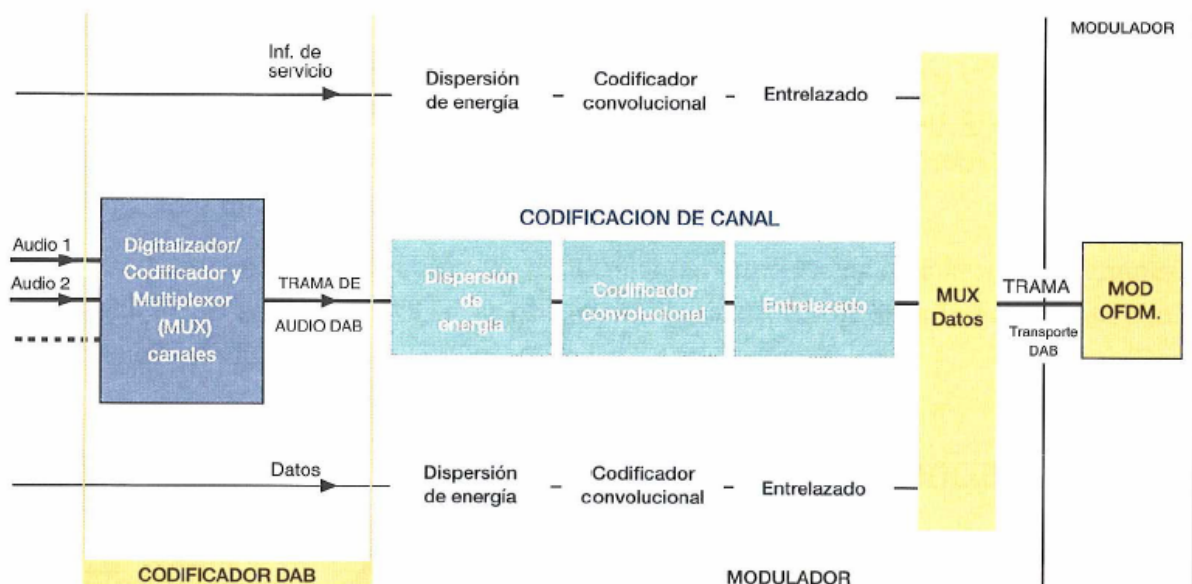 MODULADOR
Inf. de
servicio
Dispersión
de energía
Codificador
convolucional
Entrelazado
CODIFICACION DE CANAL
Audio 1
Audio 2
Digitalizador/
Codificador y
Multiplexor
(MUX)
canales
TRAMA DE
AUDIO DAB
Dispersión
de
energía
Codificador
convolucional
Entrelazado
MUX
Datos
TRAMA
Transporte
DAB
MOD
OFDM.
Datos
Dispersión
de energía
Codificador
convolucional
Entrelazado
CODIFICADOR DAB
MODULADOR